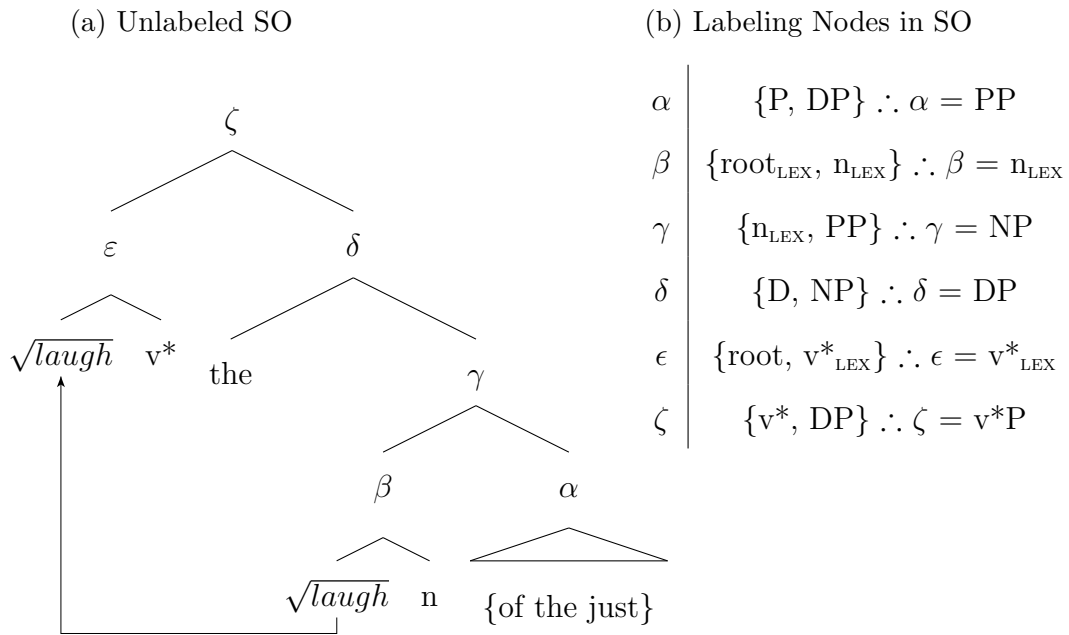 (a) Unlabeled SO
ζ
ε δ
√laugh v* the
γ
β α
√laugh n {of the just}
(b) Labeling Nodes in SO
α {P, DP} ∴ α = PP
β {root_LEX, n_LEX} ∴ β = n_LEX
γ {n_LEX, PP} ∴ γ = NP
δ {D, NP} ∴ δ = DP
ϵ {root, v*_LEX} ∴ ϵ = v*_LEX
ζ {v*, DP} ∴ ζ = v*P